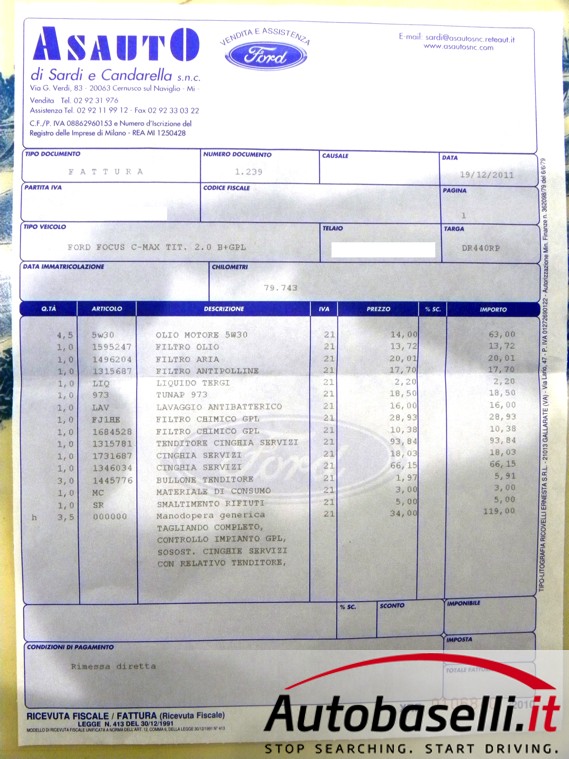 ASAUTO
di Sardi e Candarella s.n.c.
Via G. Verdi, 83 - 20063 Cernusco sul Naviglio - Mi -
Vendita Tel. 02 92 31 976
Assistenza Tel. 02 92 11 99 12 - Fax 02 92 33 03 22
C.F./P. IVA 08862960153 e Numero d'Iscrizione del
Registro delle Imprese di Milano - REA MI 1250428
VENDITA E ASSISTENZA
Ford
E-mail sardi@asautosnc.reteaut.it
www.asautosnc.com
TIPO DOCUMENTO NUMERO DOCUMENTO CAUSALE DATA
FATTURA 1.239 19/12/2011
PARTITA IVA CODICE FISCALE PAGINA
1
TIPO VEICOLO TELAIO TARGA
FORD FOCUS C-MAX TIT. 2.0 B+GPL DR440RP
DATA IMMATRICOLAZIONE CHILOMETRI
79.743
Q.TÀ ARTICOLO DESCRIZIONE IVA PREZZO % SC. IMPORTO
4,5 5w30 OLIO MOTORE 5W30 21 14,00 63,00
1,0 1595247 FILTRO OLIO 21 13,72 13,72
1,0 1496204 FILTRO ARIA 21 20,01 20,01
1,0 1315687 FILTRO ANTIPOLLINE 21 17,70 17,70
1,0 LIQ LIQUIDO TERGI 21 2,20 2,20
1,0 973 TUNAP 973 21 18,50 18,50
1,0 LAV LAVAGGIO ANTIBATTERICO 21 16,00 16,00
1,0 FJ1HE FILTRO CHIMICO GPL 21 28,93 28,93
1,0 1684528 FILTRO CHIMICO GPL 21 10,38 10,38
1,0 1315781 TENDITORE CINGHIA SERVIZI 21 93,84 93,84
1,0 1731687 CINGHIA SERVIZI 21 18,03 18,03
1,0 1346034 CINGHIA SERVIZI 21 66,15 66,15
3,0 1445776 BULLONE TENDITORE 21 1,97 5,91
1,0 MC MATERIALE DI CONSUMO 21 3,00 3,00
1,0 SR SMALTIMENTO RIFIUTI 21 5,00 5,00
h 3,5 000000 Manodopera generica 21 34,00 119,00
TAGLIANDO COMPLETO,
CONTROLLO IMPIANTO GPL,
SOSOST. CINGHIE SERVIZI
CON RELATIVO TENDITORE,
Ford
% SC. SCONTO IMPONIBILE
IMPOSTA
CONDIZIONI DI PAGAMENTO
Rimessa diretta
RICEVUTA FISCALE / FATTURA (Ricevuta Fiscale)
LEGGE N. 413 DEL 30/12/1991
Autobaselli.it
STOP SEARCHING. START DRIVING.